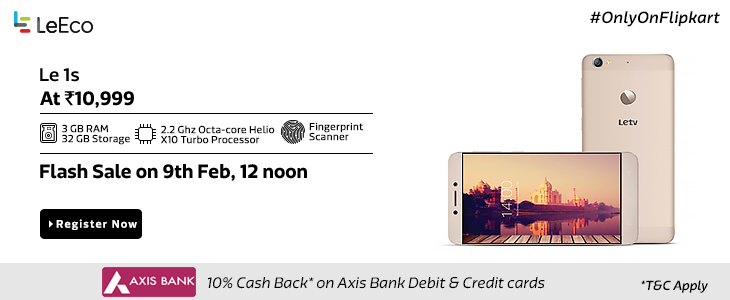 LeEco
#OnlyOnFlipkart
Le 1s
At ₹10,999
3 GB RAM
32 GB Storage
2.2 Ghz Octa-core Helio
X10 Turbo Processor
Fingerprint
Scanner
Flash Sale on 9th Feb, 12 noon
Register Now
Letv
14:00
AXIS BANK
10% Cash Back* on Axis Bank Debit & Credit cards
*T&C Apply